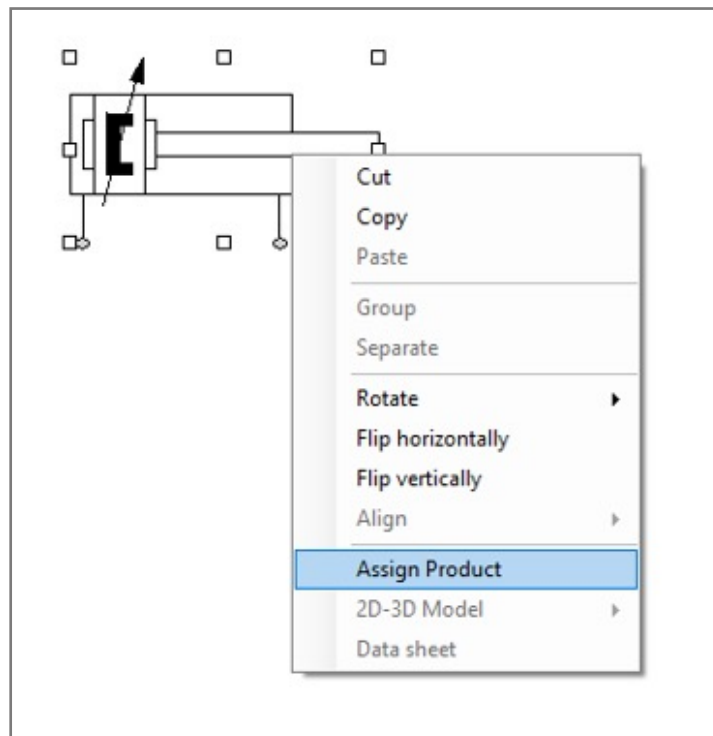 Cut
Copy
Paste
Group
Separate
Rotate
Flip horizontally
Flip vertically
Align
Assign Product
2D-3D Model
Data sheet